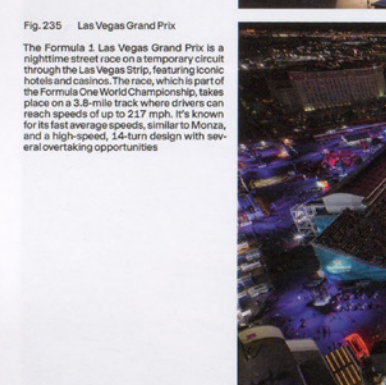 Fig. 235 Las Vegas Grand Prix
The Formula 1 Las Vegas Grand Prix is a
nighttime street race on a temporary circuit
through the Las Vegas Strip, featuring iconic
hotels and casinos. The race, which is part of
the Formula One World Championship, takes
place on a 3.8-mile track where drivers can
reach speeds of up to 217 mph. It's known
for its fast average speeds, similar to Monza,
and a high-speed, 14-turn design with sev-
eral overtaking opportunities